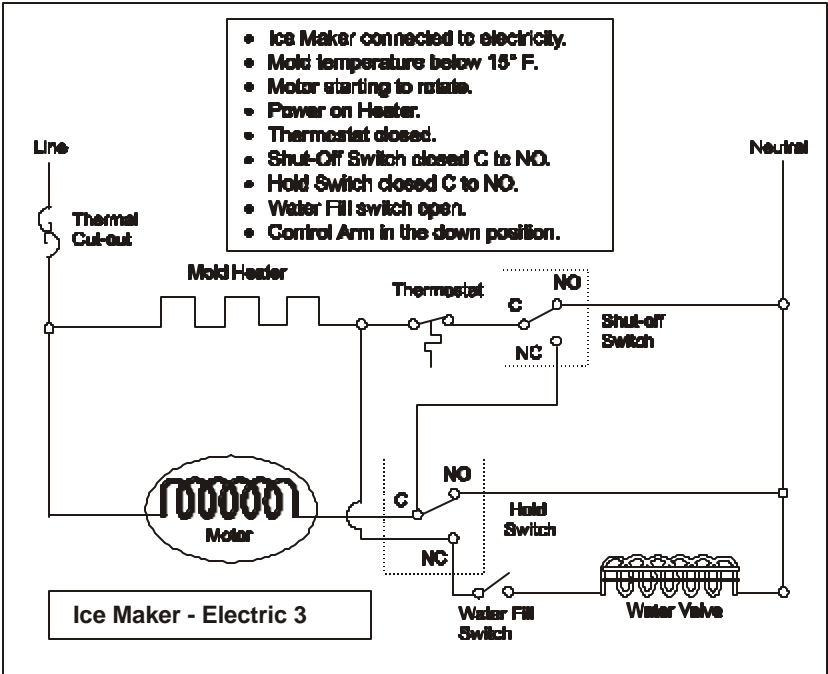 • Ice Maker connected to electricity.
• Mold temperature below 15° F.
• Motor starting to rotate.
• Power on Heater.
• Thermostat closed.
• Shut-Off Switch closed C to NO.
• Hold Switch closed C to NO.
• Water Fill switch open.
• Control Arm in the down position.
Line
Neutral
Thermal
Cut-out
Mold Heater
Thermostat
C
NO
NC
Shut-off
Switch
C
NO
NC
Hold
Switch
Motor
Water Fill
Switch
Water Valve
Ice Maker - Electric 3